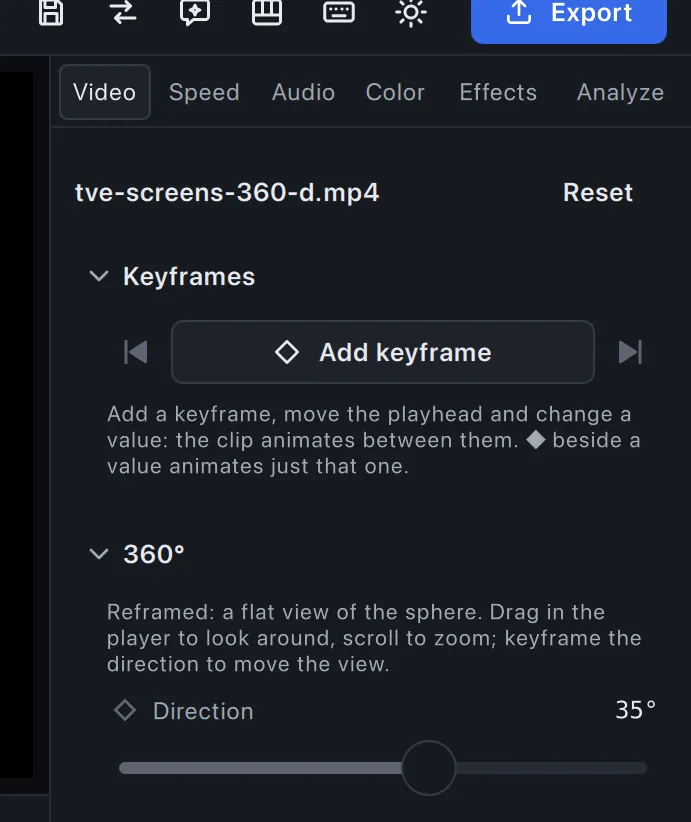 Export
Video Speed Audio Color Effects Analyze
tve-screens-360-d.mp4 Reset
Keyframes
Add keyframe
Add a keyframe, move the playhead and change a
value: the clip animates between them. ◆ beside a
value animates just that one.
360°
Reframed: a flat view of the sphere. Drag in the
player to look around, scroll to zoom; keyframe the
direction to move the view.
Direction 35°